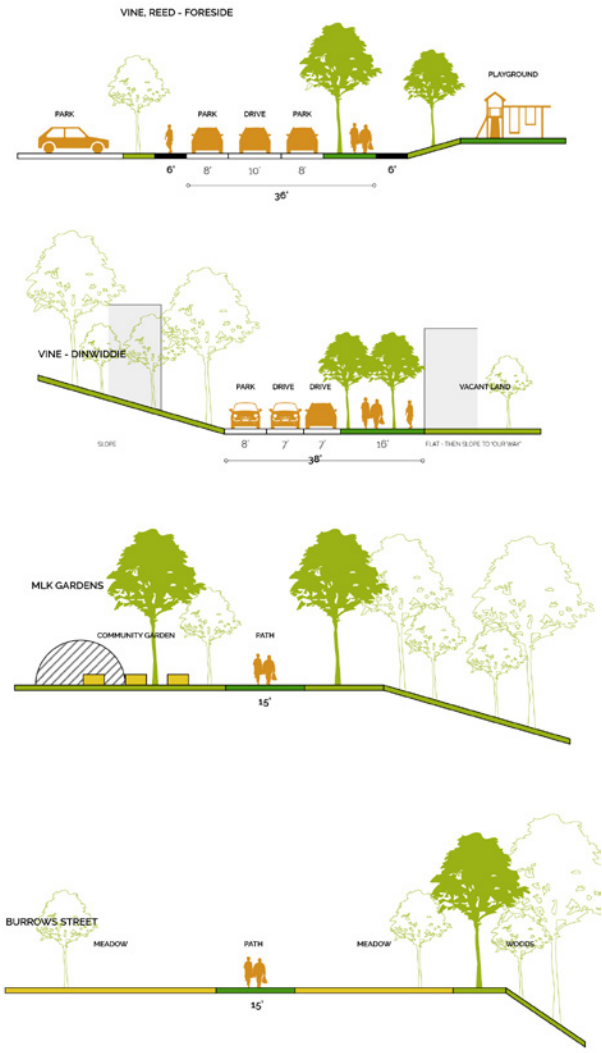 VINE, REED - FORESIDE
PLAYGROUND
PARK
PARK DRIVE PARK
6' 8' 10' 8' 6'
36'
VINE - DINWIDDIE
PARK DRIVE DRIVE
VACANT LAND
8' 7' 7' 16'
SLOPE
FLAT - THEN SLOPE TO "OUR WAY"
38'
MLK GARDENS
COMMUNITY GARDEN
PATH
15'
BURROWS STREET
MEADOW
PATH
MEADOW
WOODS
15'